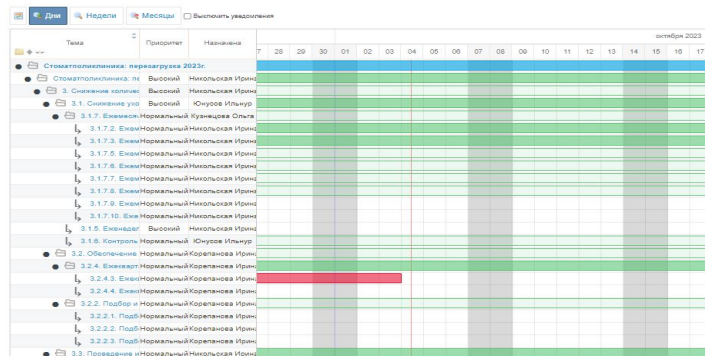 Дни Недели Месяцы Выключить уведомления
октября 2023
Тема Приоритет Назначена
7 28 29 30 01 02 03 04 05 06 07 08 09 10 11 12 13 14 15 16 17
Стоматполиклиника: перезагрузка 2023г.
Стоматполиклиника: пе Высокий Никольская Ирина
3. Снижение количес Высокий Никольская Ирина
3.1. Снижение ухо Высокий Юнусов Ильнур
3.1.7. Ежемесяч Нормальный Кузнецова Ольга
3.1.7.2. Ежем Нормальный Никольская Ирина
3.1.7.3. Ежем Нормальный Никольская Ирина
3.1.7.5. Ежем Нормальный Никольская Ирина
3.1.7.6. Ежем Нормальный Никольская Ирина
3.1.7.7. Ежем Нормальный Никольская Ирина
3.1.7.8. Ежем Нормальный Никольская Ирина
3.1.7.9. Ежем Нормальный Никольская Ирина
3.1.7.10. Еже Нормальный Никольская Ирина
3.1.5. Еженедел Высокий Никольская Ирина
3.1.6. Контроль Нормальный Юнусов Ильнур
3.2. Обеспечение Нормальный Корепанова Ирина
3.2.4. Ежекварт Нормальный Корепанова Ирина
3.2.4.3. Ежек Нормальный Корепанова Ирина
3.2.4.4. Ежек Нормальный Корепанова Ирина
3.2.2. Подбор и Нормальный Корепанова Ирина
3.2.2.1. Подб Нормальный Корепанова Ирина
3.2.2.2. Подб Нормальный Корепанова Ирина
3.2.2.3. Подб Нормальный Корепанова Ирина
3.3. Проведение и Нормальный Никольская Ирина